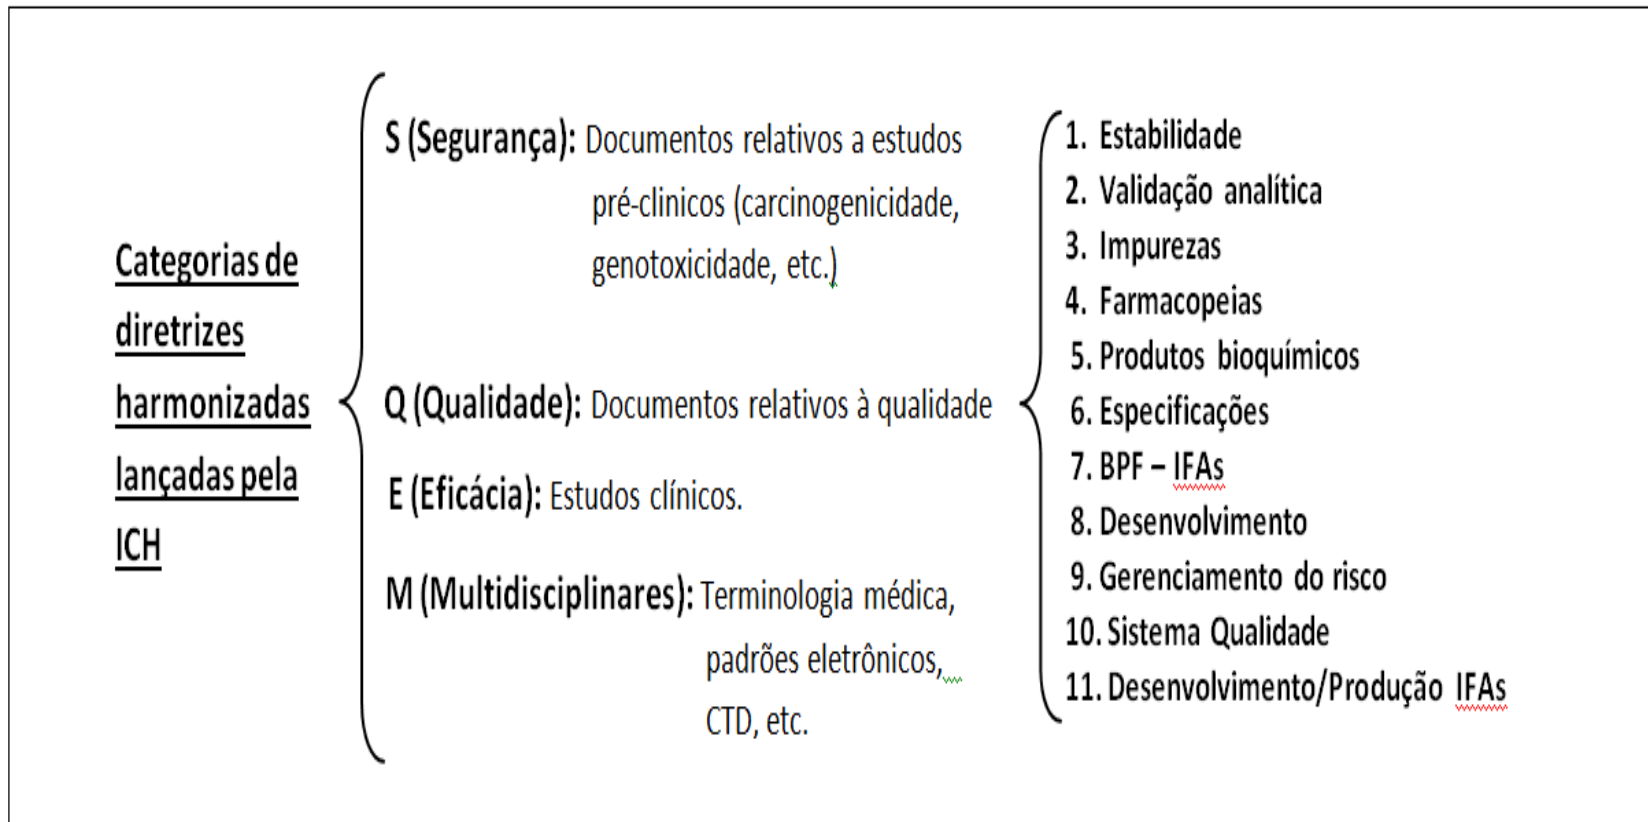 Categorias de
diretrizes
harmonizadas
lançadas pela
ICH
S (Segurança): Documentos relativos a estudos
pré-clinicos (carcinogenicidade,
genotoxicidade, etc.)
Q (Qualidade): Documentos relativos à qualidade
E (Eficácia): Estudos clínicos.
M (Multidisciplinares): Terminologia médica,
padrões eletrônicos,
CTD, etc.
1. Estabilidade
2. Validação analítica
3. Impurezas
4. Farmacopeias
5. Produtos bioquímicos
6. Especificações
7. BPF – IFAs
8. Desenvolvimento
9. Gerenciamento do risco
10. Sistema Qualidade
11. Desenvolvimento/Produção IFAs